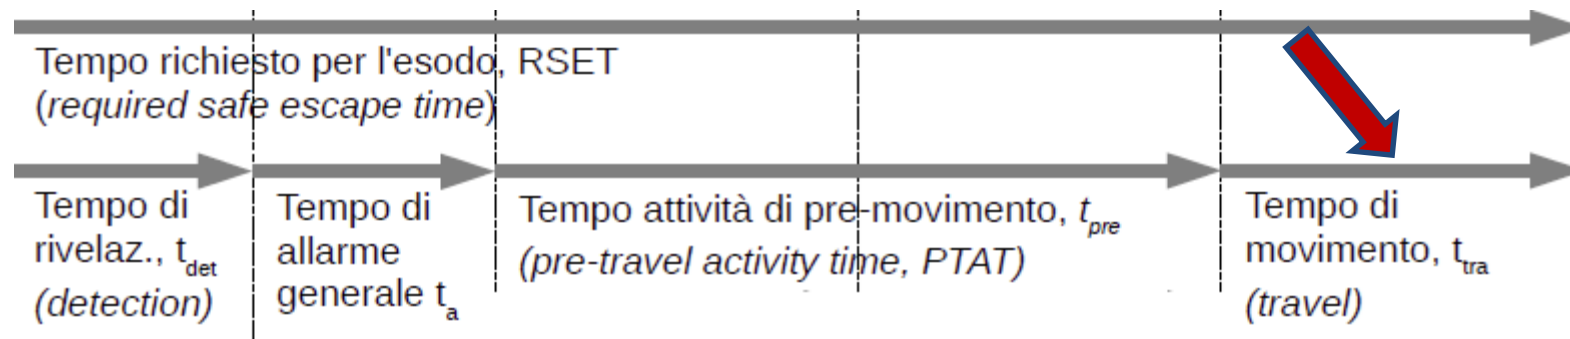 Tempo richiesto per l'esodo, RSET
(required safe escape time)
Tempo di
rivelaz., tdet
(detection)
Tempo di
allarme
generale ta
Tempo attività di pre-movimento, tpre
(pre-travel activity time, PTAT)
Tempo di
movimento, ttra
(travel)